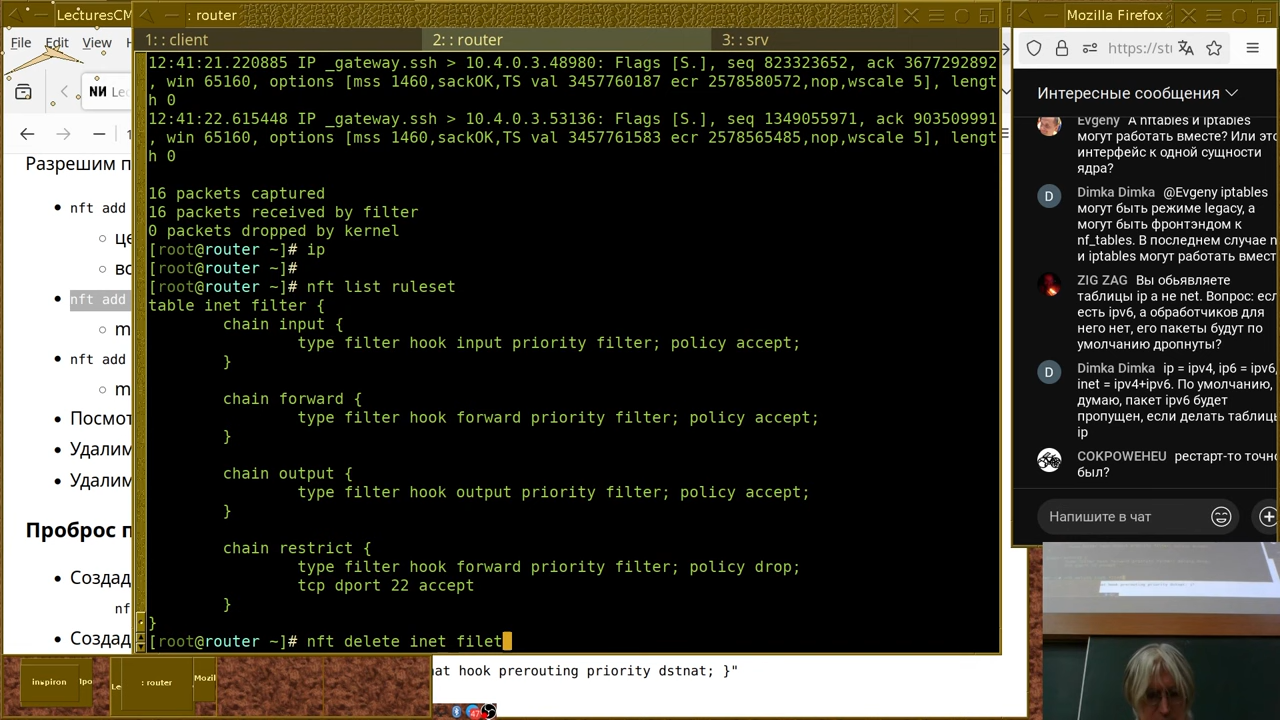 LecturesCM
: router
Mozilla Firefox
File Edit View
1: : client
2: : router
3: : srv
https://stu
NИ Lec
Разрешим п
nft add
це
вс
nft add
m
nft add
m
Посмот
Удалим
Удалим
Проброс п
Создад
nf
Создад
12:41:21.220885 IP _gateway.ssh > 10.4.0.3.48980: Flags [S.], seq 823323652, ack 3677292892
, win 65160, options [mss 1460,sackOK,TS val 3457760187 ecr 2578580572,nop,wscale 5], lengt
h 0
12:41:22.615448 IP _gateway.ssh > 10.4.0.3.53136: Flags [S.], seq 1349055971, ack 903509991
, win 65160, options [mss 1460,sackOK,TS val 3457761583 ecr 2578565485,nop,wscale 5], lengt
h 0
16 packets captured
16 packets received by filter
0 packets dropped by kernel
[root@router ~]# ip
[root@router ~]#
[root@router ~]# nft list ruleset
table inet filter {
chain input {
type filter hook input priority filter; policy accept;
}
chain forward {
type filter hook forward priority filter; policy accept;
}
chain output {
type filter hook output priority filter; policy accept;
}
chain restrict {
type filter hook forward priority filter; policy drop;
tcp dport 22 accept
}
}
[root@router ~]# nft delete inet filet
at hook prerouting priority dstnat; }"
Интересные сообщения
Evgeny А nftables и iptables
могут работать вместе? Или это
интерфейс к одной сущности
ядра?
D
Dimka Dimka @Evgeny iptables
могут быть режиме legacy, а
могут быть фронтэндом к
nf_tables. В последнем случае n
и iptables могут работать вмест
ZIG ZAG Вы обьявляете
таблицы ip а не net. Вопрос: есл
есть ipv6, а обработчиков для
него нет, его пакеты будут по
умолчанию дропнуты?
D
Dimka Dimka ip = ipv4, ip6 = ipv6,
inet = ipv4+ipv6. По умолчанию,
думаю, пакет ipv6 будет
пропущен, если делать таблицы
ip
COKPOWEHEU рестарт-то точно
был?
Напишите в чат
inspiron
lpo
Le
: router
Mozil